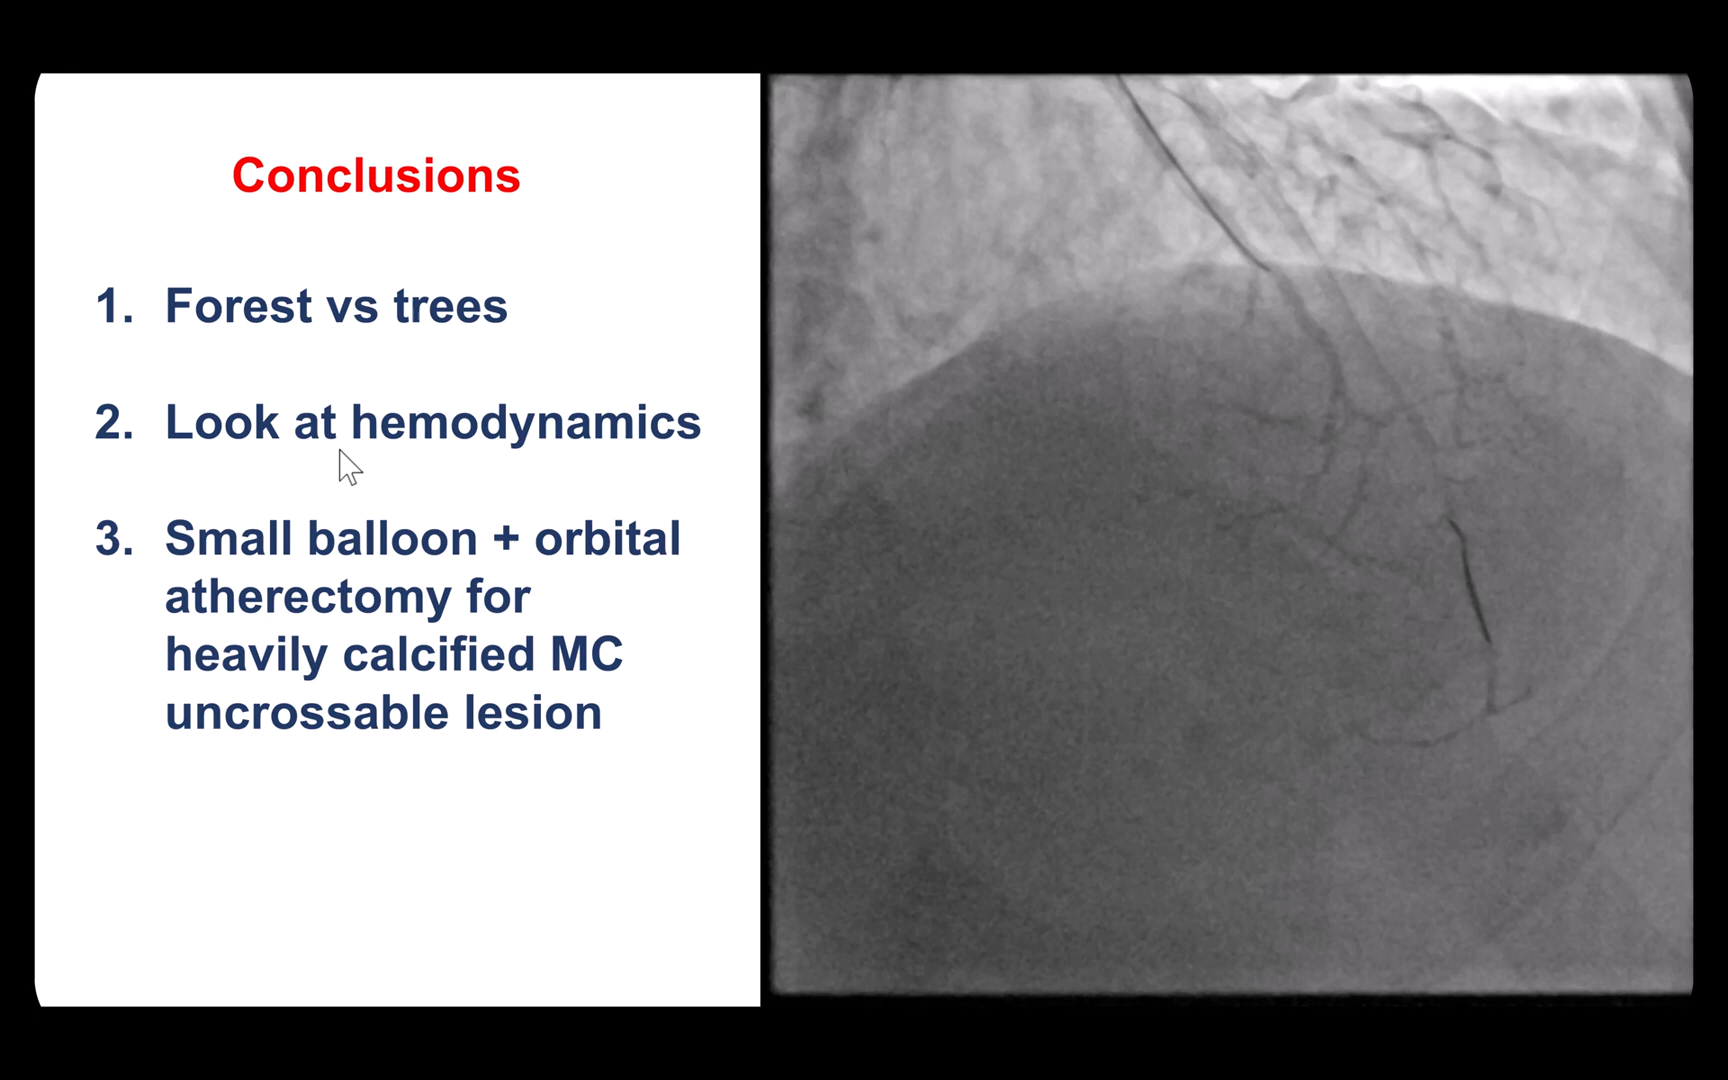 Conclusions
1. Forest vs trees
2. Look at hemodynamics
3. Small balloon + orbital
atherectomy for
heavily calcified MC
uncrossable lesion